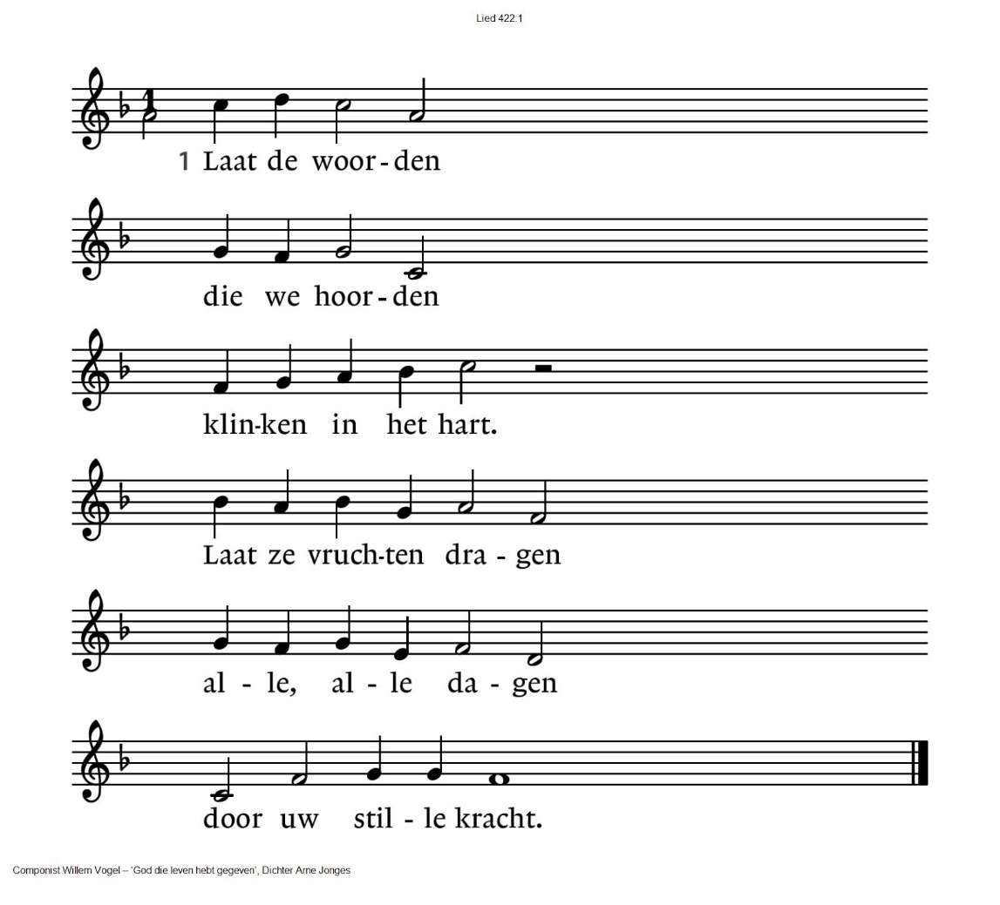 Lied 422:1
1
1 Laat de woor - den
die we hoor - den
klin-ken in het hart.
Laat ze vruch-ten dra - gen
al - le, al - le da - gen
door uw stil - le kracht.
Componist Willem Vogel – ‘God die leven hebt gegeven’, Dichter Arne Jonges